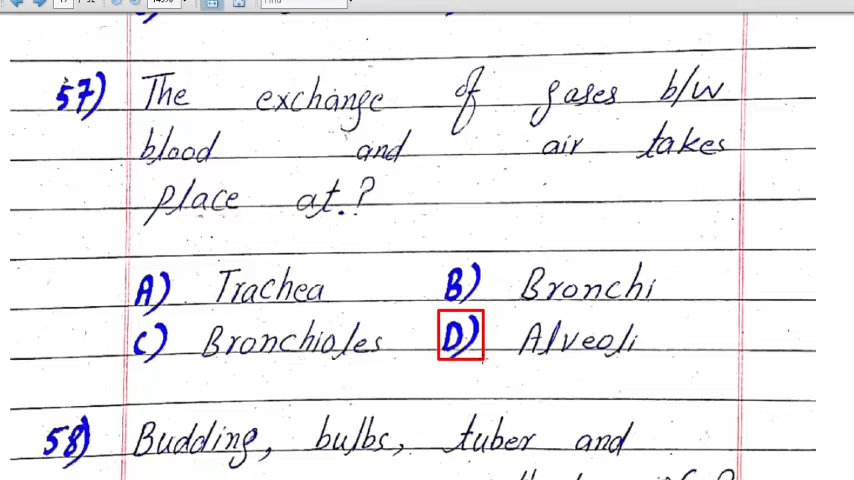 57) The exchange of gases b/w
blood and air takes
place at.?
A) Trachea B) Bronchi
C) Bronchioles D) Alveoli
58) Budding, bulbs, tuber and